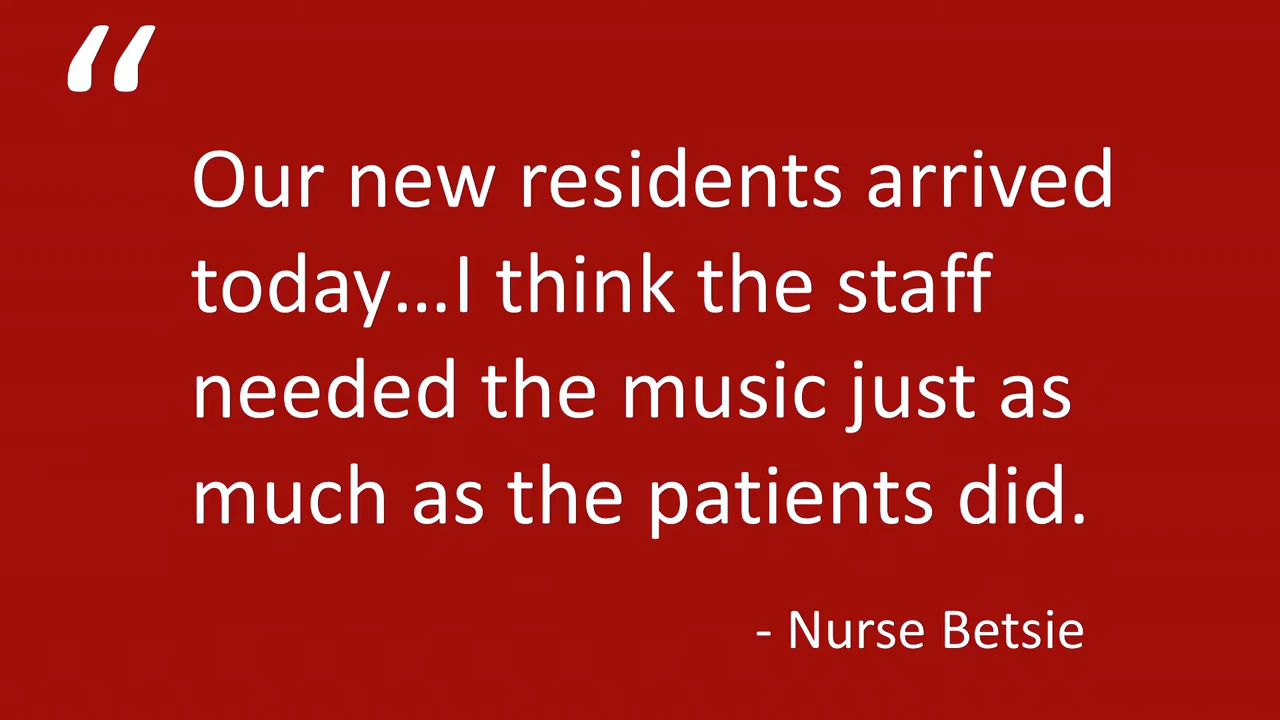 “
Our new residents arrived
today...I think the staff
needed the music just as
much as the patients did.
- Nurse Betsie